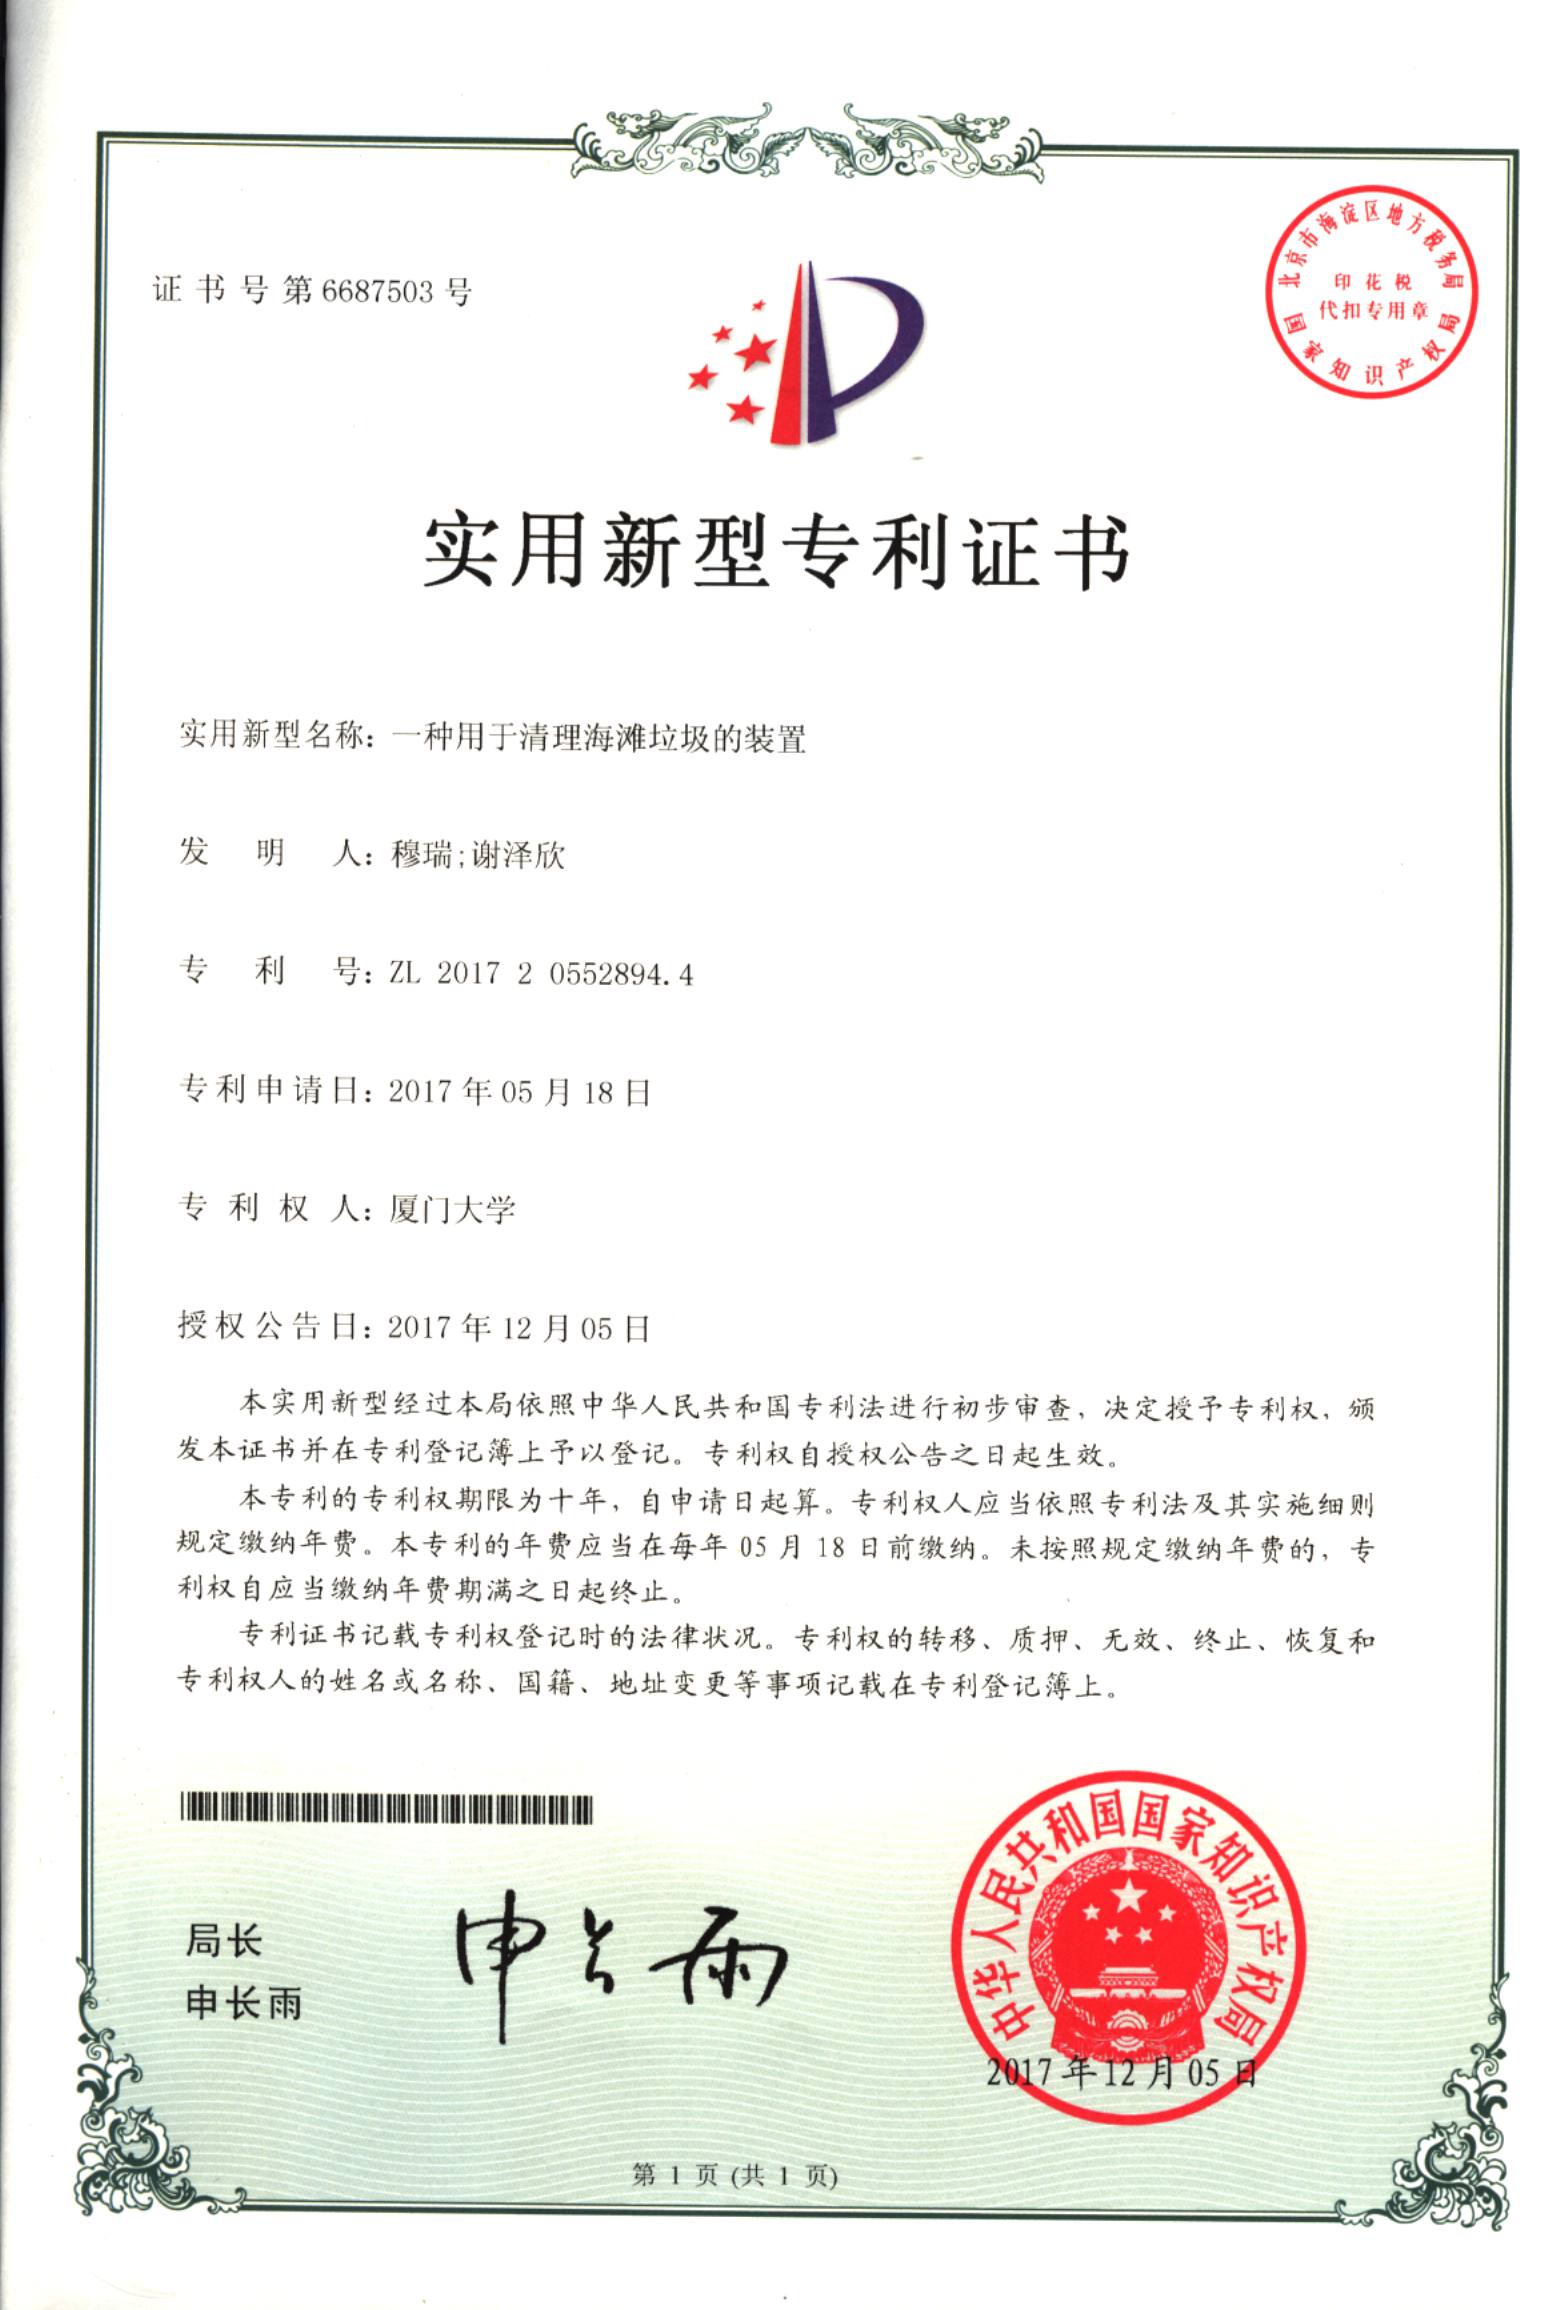 证书号第6687503号
北京市海淀区地方税务局
印花税
代扣专用章
国家知识产权局
实用新型专利证书
实用新型名称：一种用于清理海滩垃圾的装置
发明人：穆瑞;谢泽欣
专利号：ZL 2017 2 0552894.4
专利申请日：2017年05月18日
专利权人：厦门大学
授权公告日：2017年12月05日
本实用新型经过本局依照中华人民共和国专利法进行初步审查，决定授予专利权，颁
发本证书并在专利登记簿上予以登记。专利权自授权公告之日起生效。
本专利的专利权期限为十年，自申请日起算。专利权人应当依照专利法及其实施细则
规定缴纳年费。本专利的年费应当在每年05月18日前缴纳。未按照规定缴纳年费的，专
利权自应当缴纳年费期满之日起终止。
专利证书记载专利权登记时的法律状况。专利权的转移、质押、无效、终止、恢复和
专利权人的姓名或名称、国籍、地址变更等事项记载在专利登记簿上。
局长
申长雨
申长雨
中华人民共和国国家知识产权局
2017年12月05日
第 1 页 (共 1 页)